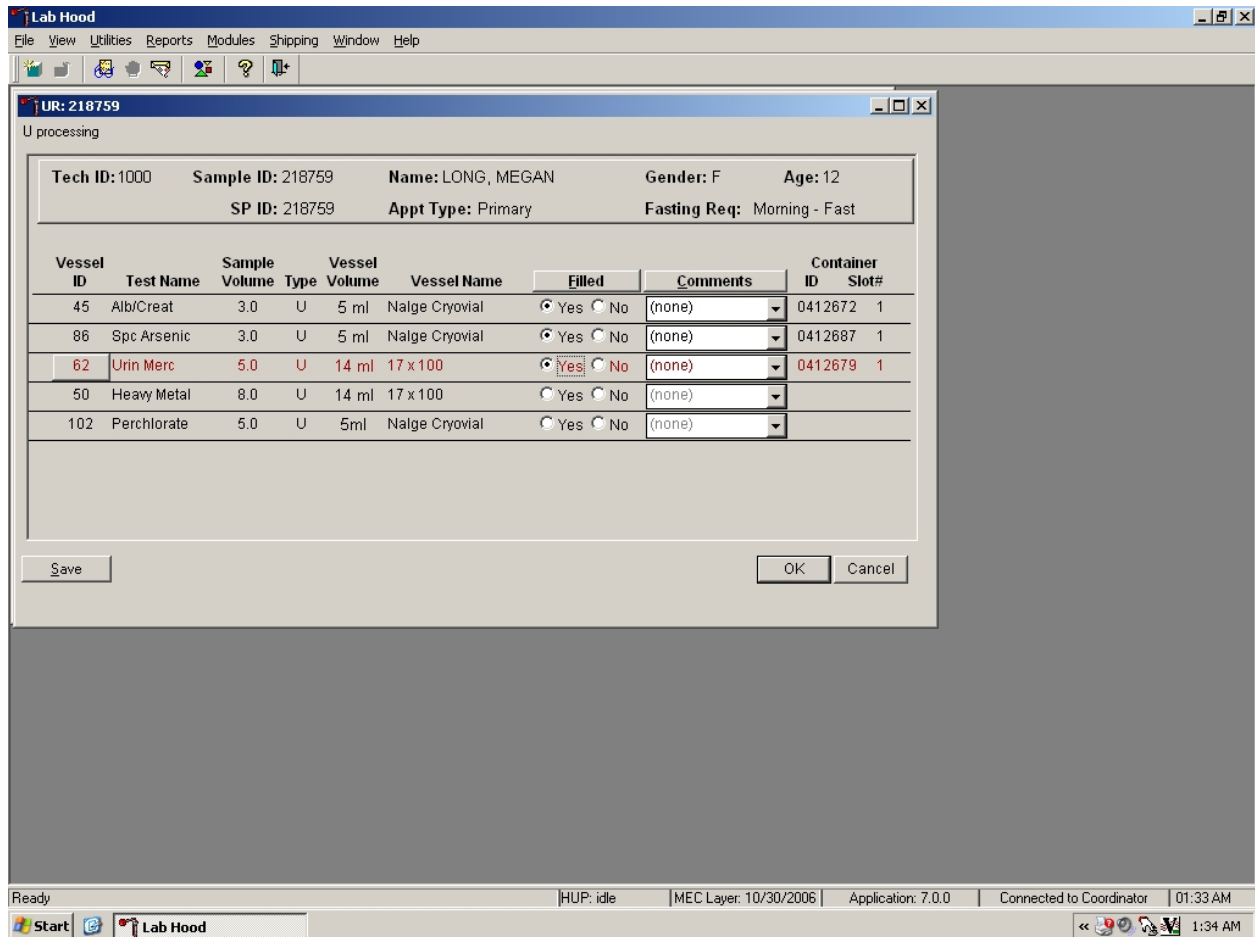 Lab Hood
File View Utilities Reports Modules Shipping Window Help
UR: 218759
U processing
Tech ID: 1000 Sample ID: 218759 Name: LONG, MEGAN Gender: F Age: 12
SP ID: 218759 Appt Type: Primary Fasting Req: Morning - Fast
Vessel Sample Vessel Container
ID Test Name Volume Type Volume Vessel Name Filled Comments ID Slot#
45 Alb/Creat 3.0 U 5 ml Nalge Cryovial Yes No (none) 0412672 1
86 Spc Arsenic 3.0 U 5 ml Nalge Cryovial Yes No (none) 0412687 1
62 Urin Merc 5.0 U 14 ml 17 x 100 Yes No (none) 0412679 1
50 Heavy Metal 8.0 U 14 ml 17 x 100 Yes No (none)
102 Perchlorate 5.0 U 5ml Nalge Cryovial Yes No (none)
Save OK Cancel
Ready HUP: idle MEC Layer: 10/30/2006 Application: 7.0.0 Connected to Coordinator 01:33 AM
Start Lab Hood « 1:34 AM